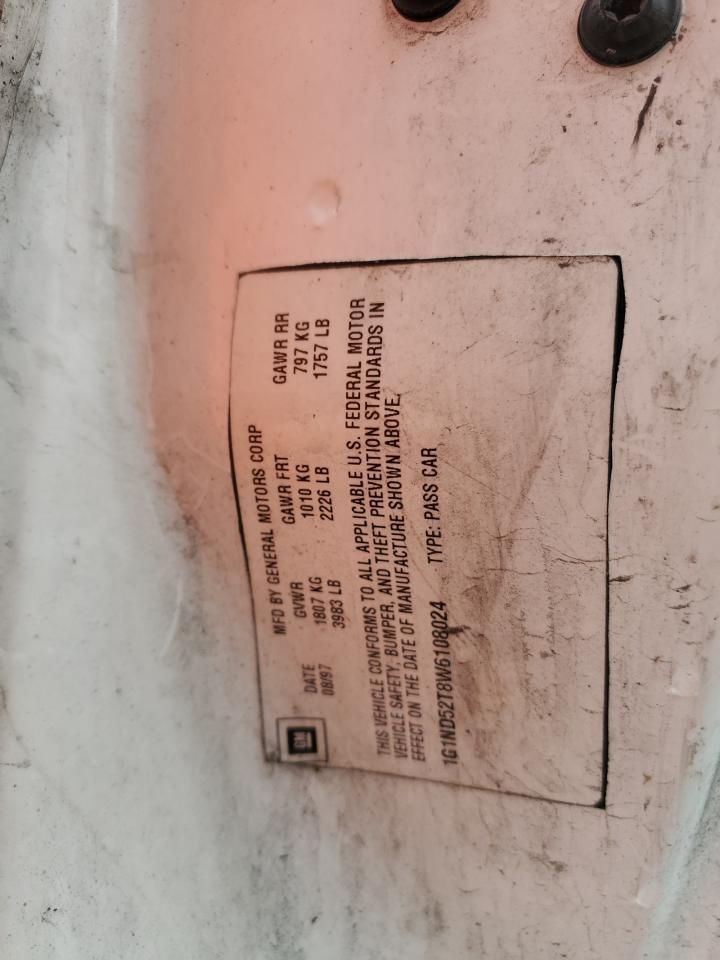 GM
MFD BY GENERAL MOTORS CORP
DATE GVWR GAWR FRT GAWR RR
08/97 1807 KG 1010 KG 797 KG
3983 LB 2226 LB 1757 LB
THIS VEHICLE CONFORMS TO ALL APPLICABLE U.S. FEDERAL MOTOR
VEHICLE SAFETY, BUMPER, AND THEFT PREVENTION STANDARDS IN
EFFECT ON THE DATE OF MANUFACTURE SHOWN ABOVE.
1G1ND52T8W6108024 TYPE: PASS CAR